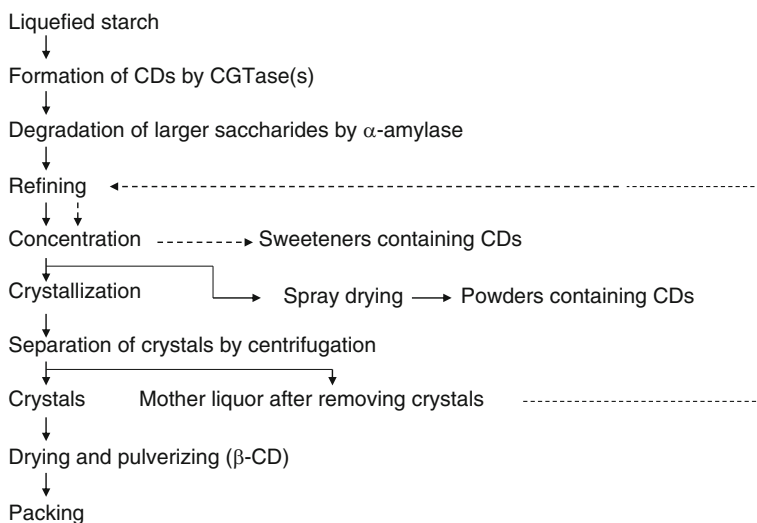 Liquefied starch
Formation of CDs by CGTase(s)
Degradation of larger saccharides by α-amylase
Refining
Concentration Sweeteners containing CDs
Crystallization Spray drying Powders containing CDs
Separation of crystals by centrifugation
Crystals Mother liquor after removing crystals
Drying and pulverizing (β-CD)
Packing